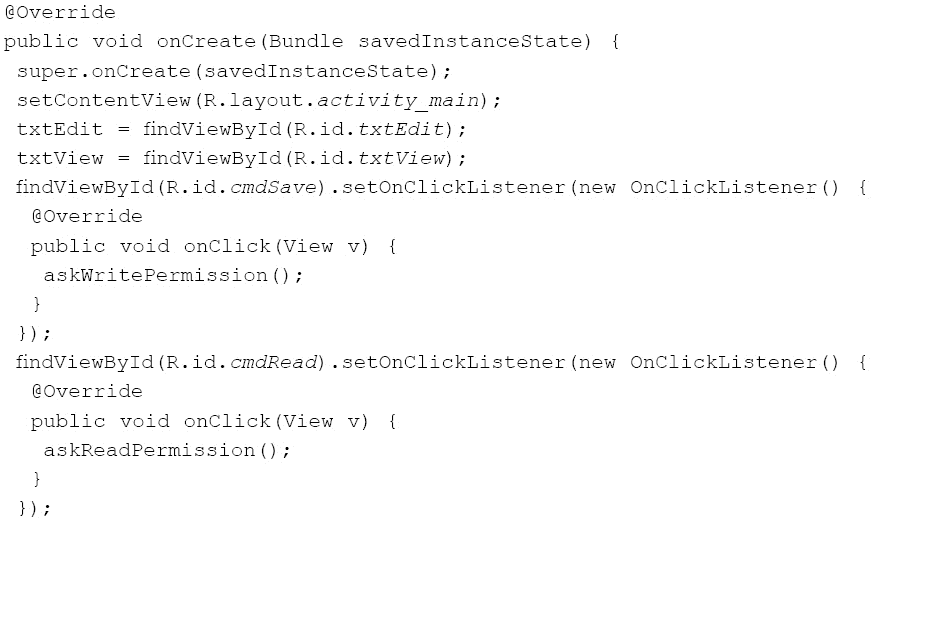 @Override
public void onCreate(Bundle savedInstanceState) {
super.onCreate(savedInstanceState);
setContentView(R.layout.activity_main);
txtEdit = findViewById(R.id.txtEdit);
txtView = findViewById(R.id.txtView);
findViewById(R.id.cmdSave).setOnClickListener(new OnClickListener() {
@Override
public void onClick(View v) {
askWritePermission();
}
});
findViewById(R.id.cmdRead).setOnClickListener(new OnClickListener() {
@Override
public void onClick(View v) {
askReadPermission();
}
});